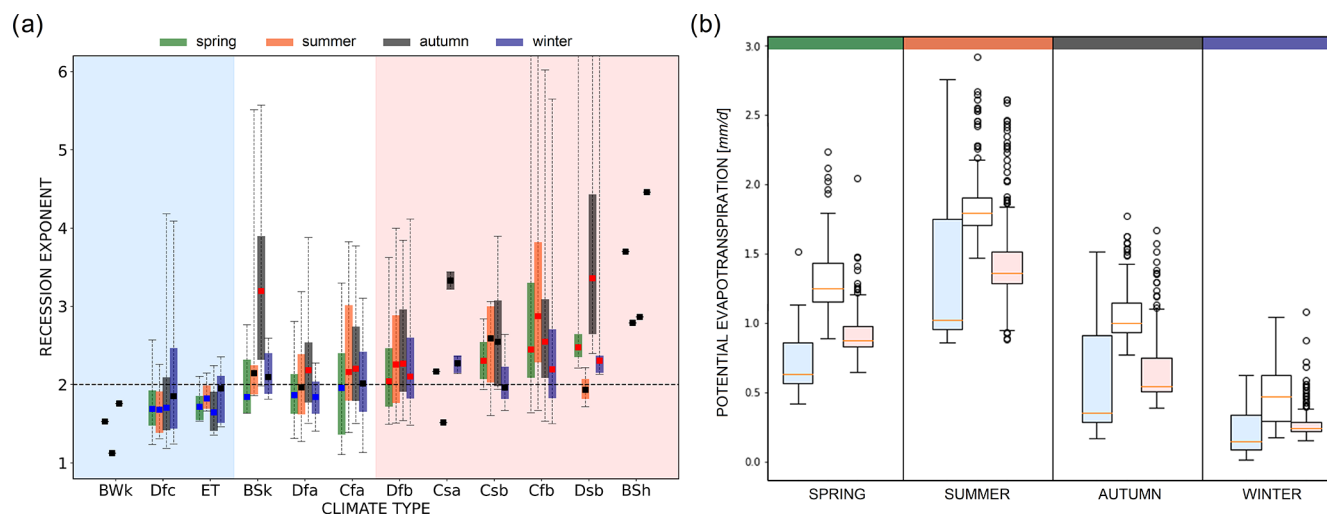 (a)
spring summer autumn winter
RECESSION EXPONENT
6
5
4
3
2
1
BWk Dfc ET BSk Dfa Cfa Dfb Csa Csb Cfb Dsb BSh
CLIMATE TYPE
(b)
POTENTIAL EVAPOTRANSPIRATION [mm/d]
3.0
2.5
2.0
1.5
1.0
0.5
0.0
SPRING SUMMER AUTUMN WINTER